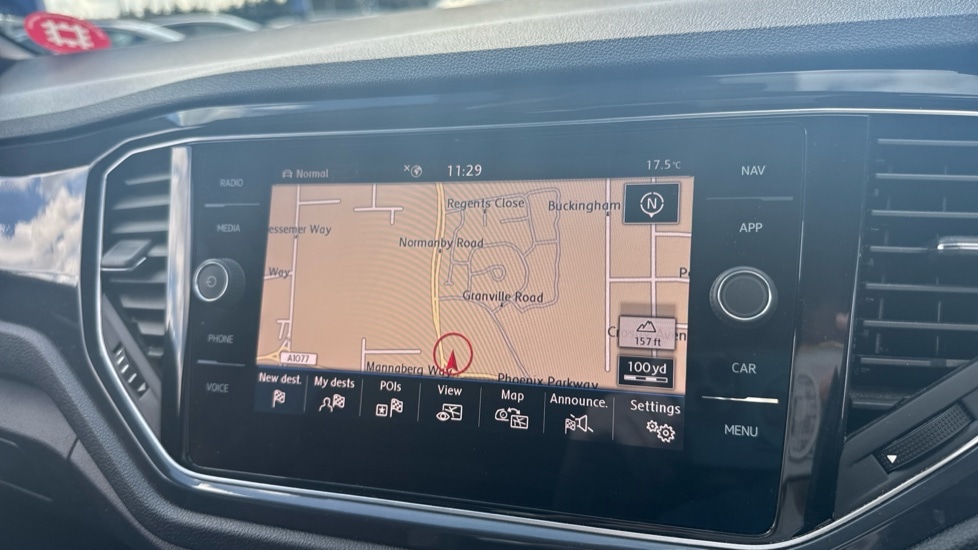 Normal
11:29
17.5°C
RADIO
MEDIA
PHONE
VOICE
Regents Close
Buckingham
N
essemer Way
Normanby Road
Way
Granville Road
157 ft
A1077
Mannaberg Way
Phoenix Parkway
100yd
New dest.
My dests
POIs
View
Map
Announce.
Settings
NAV
APP
CAR
MENU